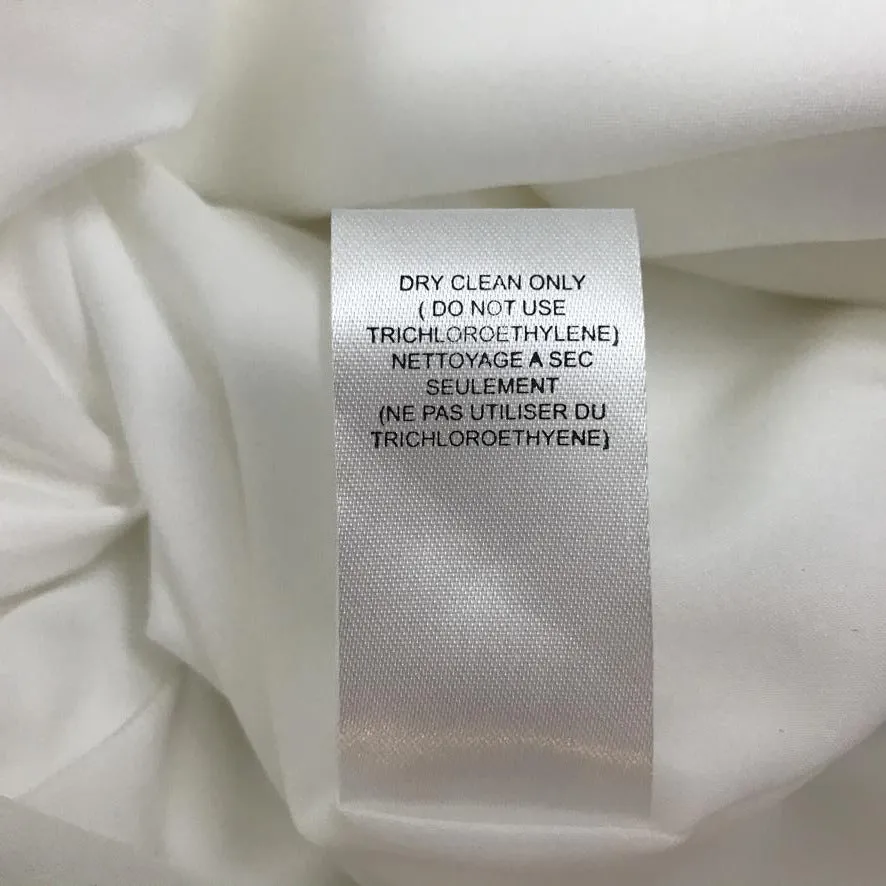 DRY CLEAN ONLY
( DO NOT USE
TRICHLOROETHYLENE)
NETTOYAGE A SEC
SEULEMENT
(NE PAS UTILISER DU
TRICHLOROETHYENE)